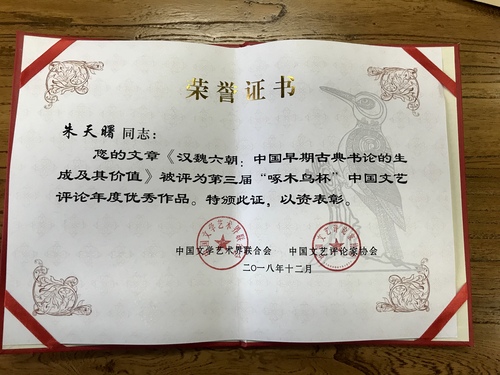 荣誉证书
朱天曙 同志：
您的文章《汉魏六朝：中国早期古典书论的生
成及其价值》被评为第三届“啄木鸟杯”中国文艺
评论年度优秀作品。特颁此证，以资表彰。
中国文学艺术界联合会 中国文艺评论家协会
二〇一八年十二月